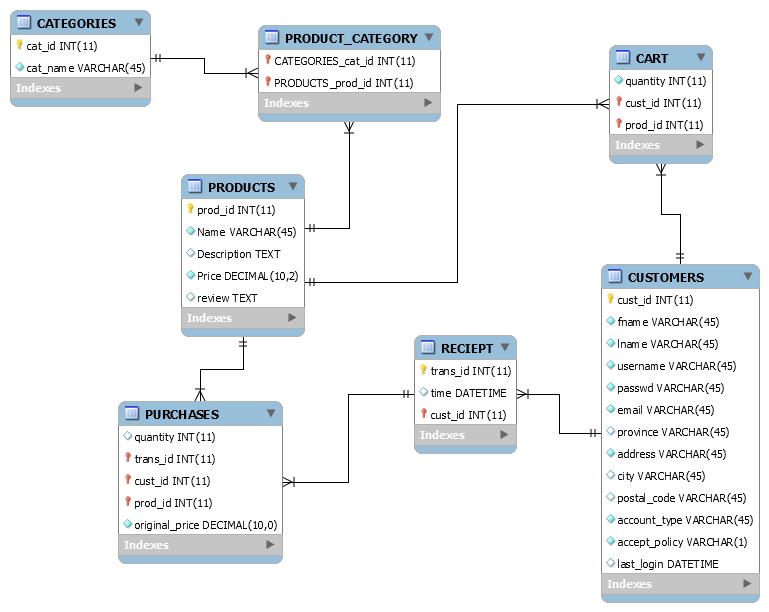 CATEGORIES
cat_id INT(11)
cat_name VARCHAR(45)
Indexes
PRODUCT_CATEGORY
CATEGORIES_cat_id INT(11)
PRODUCTS_prod_id INT(11)
Indexes
CART
quantity INT(11)
cust_id INT(11)
prod_id INT(11)
Indexes
PRODUCTS
prod_id INT(11)
Name VARCHAR(45)
Description TEXT
Price DECIMAL(10,2)
review TEXT
Indexes
CUSTOMERS
cust_id INT(11)
fname VARCHAR(45)
lname VARCHAR(45)
username VARCHAR(45)
passwd VARCHAR(45)
email VARCHAR(45)
province VARCHAR(45)
address VARCHAR(45)
city VARCHAR(45)
postal_code VARCHAR(45)
account_type VARCHAR(45)
accept_policy VARCHAR(1)
last_login DATETIME
Indexes
RECIEPT
trans_id INT(11)
time DATETIME
cust_id INT(11)
Indexes
PURCHASES
quantity INT(11)
trans_id INT(11)
cust_id INT(11)
prod_id INT(11)
original_price DECIMAL(10,0)
Indexes